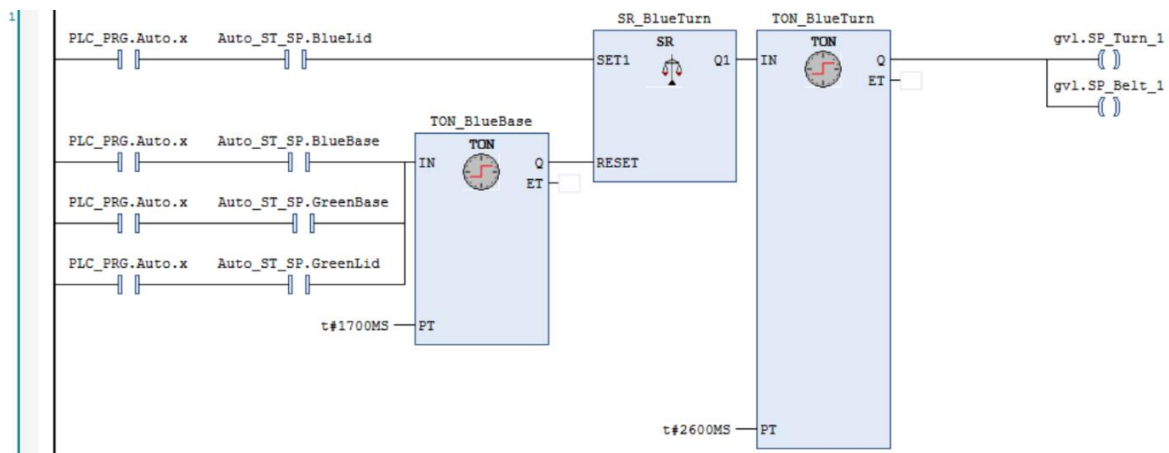 1
SR_BlueTurn TON_BlueTurn
PLC_PRG.Auto.x Auto_ST_SP.BlueLid SR TON gvl.SP_Turn_1
SET1 Q1 IN Q
ET gvl.SP_Belt_1
TON_BlueBase
PLC_PRG.Auto.x Auto_ST_SP.BlueBase TON
IN Q RESET
ET
PLC_PRG.Auto.x Auto_ST_SP.GreenBase
PLC_PRG.Auto.x Auto_ST_SP.GreenLid
t#1700MS PT
t#2600MS PT